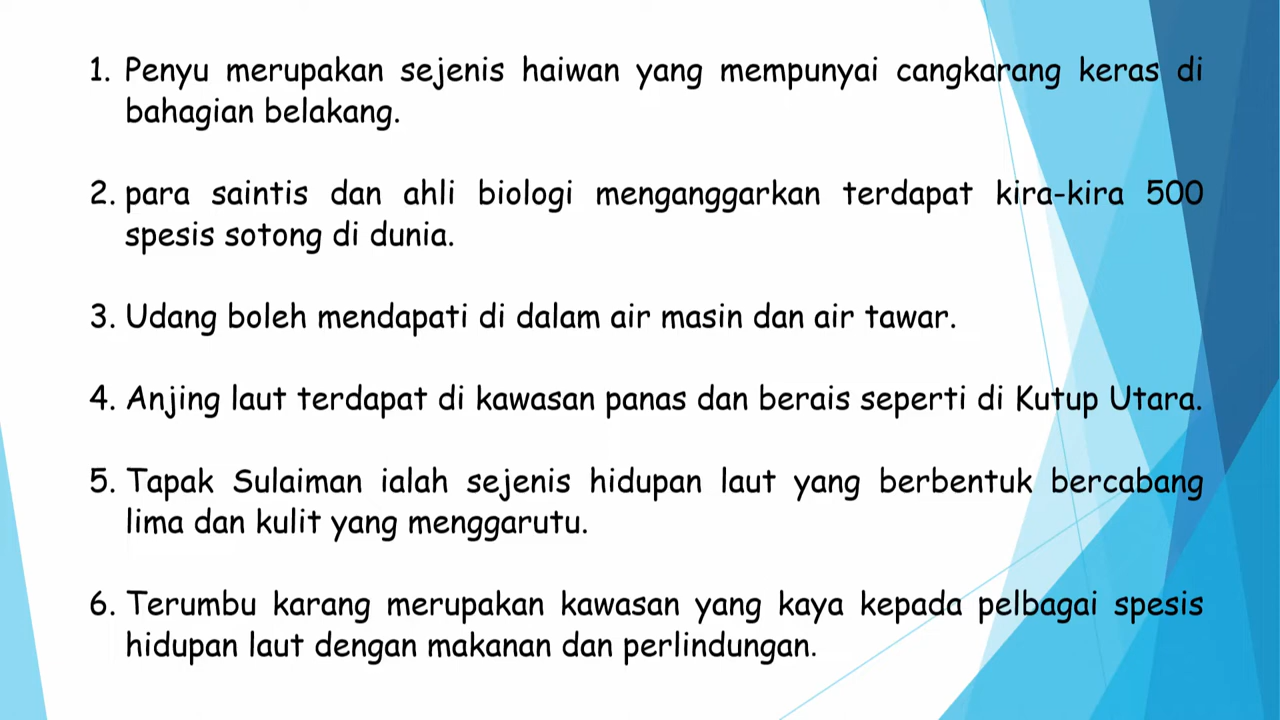 1. Penyu merupakan sejenis haiwan yang mempunyai cangkarang keras di
bahagian belakang.
2. para saintis dan ahli biologi menganggarkan terdapat kira-kira 500
spesis sotong di dunia.
3. Udang boleh mendapati di dalam air masin dan air tawar.
4. Anjing laut terdapat di kawasan panas dan berais seperti di Kutup Utara.
5. Tapak Sulaiman ialah sejenis hidupan laut yang berbentuk bercabang
lima dan kulit yang menggarutu.
6. Terumbu karang merupakan kawasan yang kaya kepada pelbagai spesis
hidupan laut dengan makanan dan perlindungan.